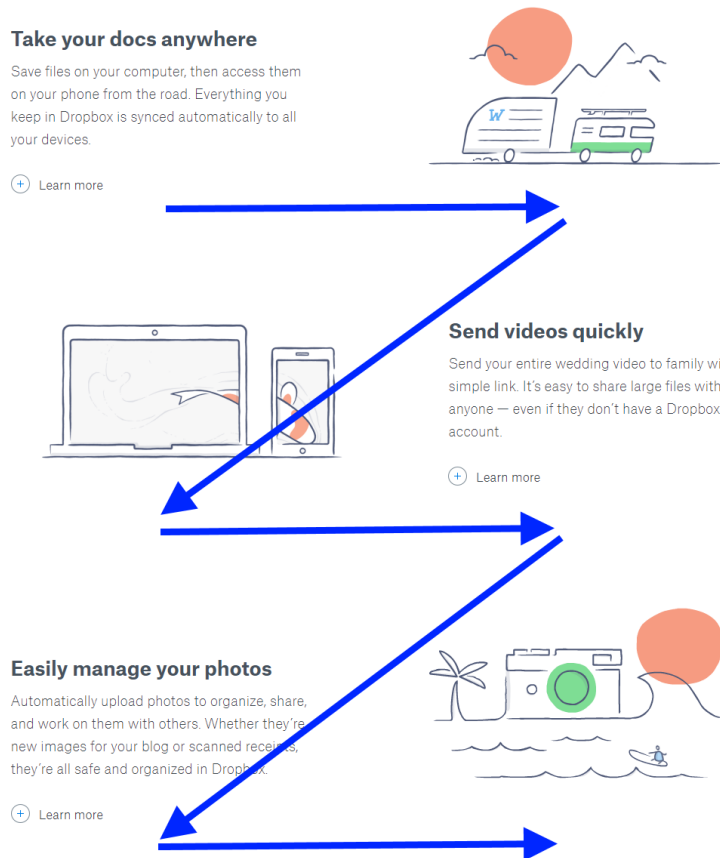 Take your docs anywhere
Save files on your computer, then access them
on your phone from the road. Everything you
keep in Dropbox is synced automatically to all
your devices.
Learn more
W
Send videos quickly
Send your entire wedding video to family wi
simple link. It’s easy to share large files with
anyone — even if they don’t have a Dropbox
account.
Learn more
Easily manage your photos
Automatically upload photos to organize, share,
and work on them with others. Whether they’re
new images for your blog or scanned receipts,
they’re all safe and organized in Dropbox.
Learn more